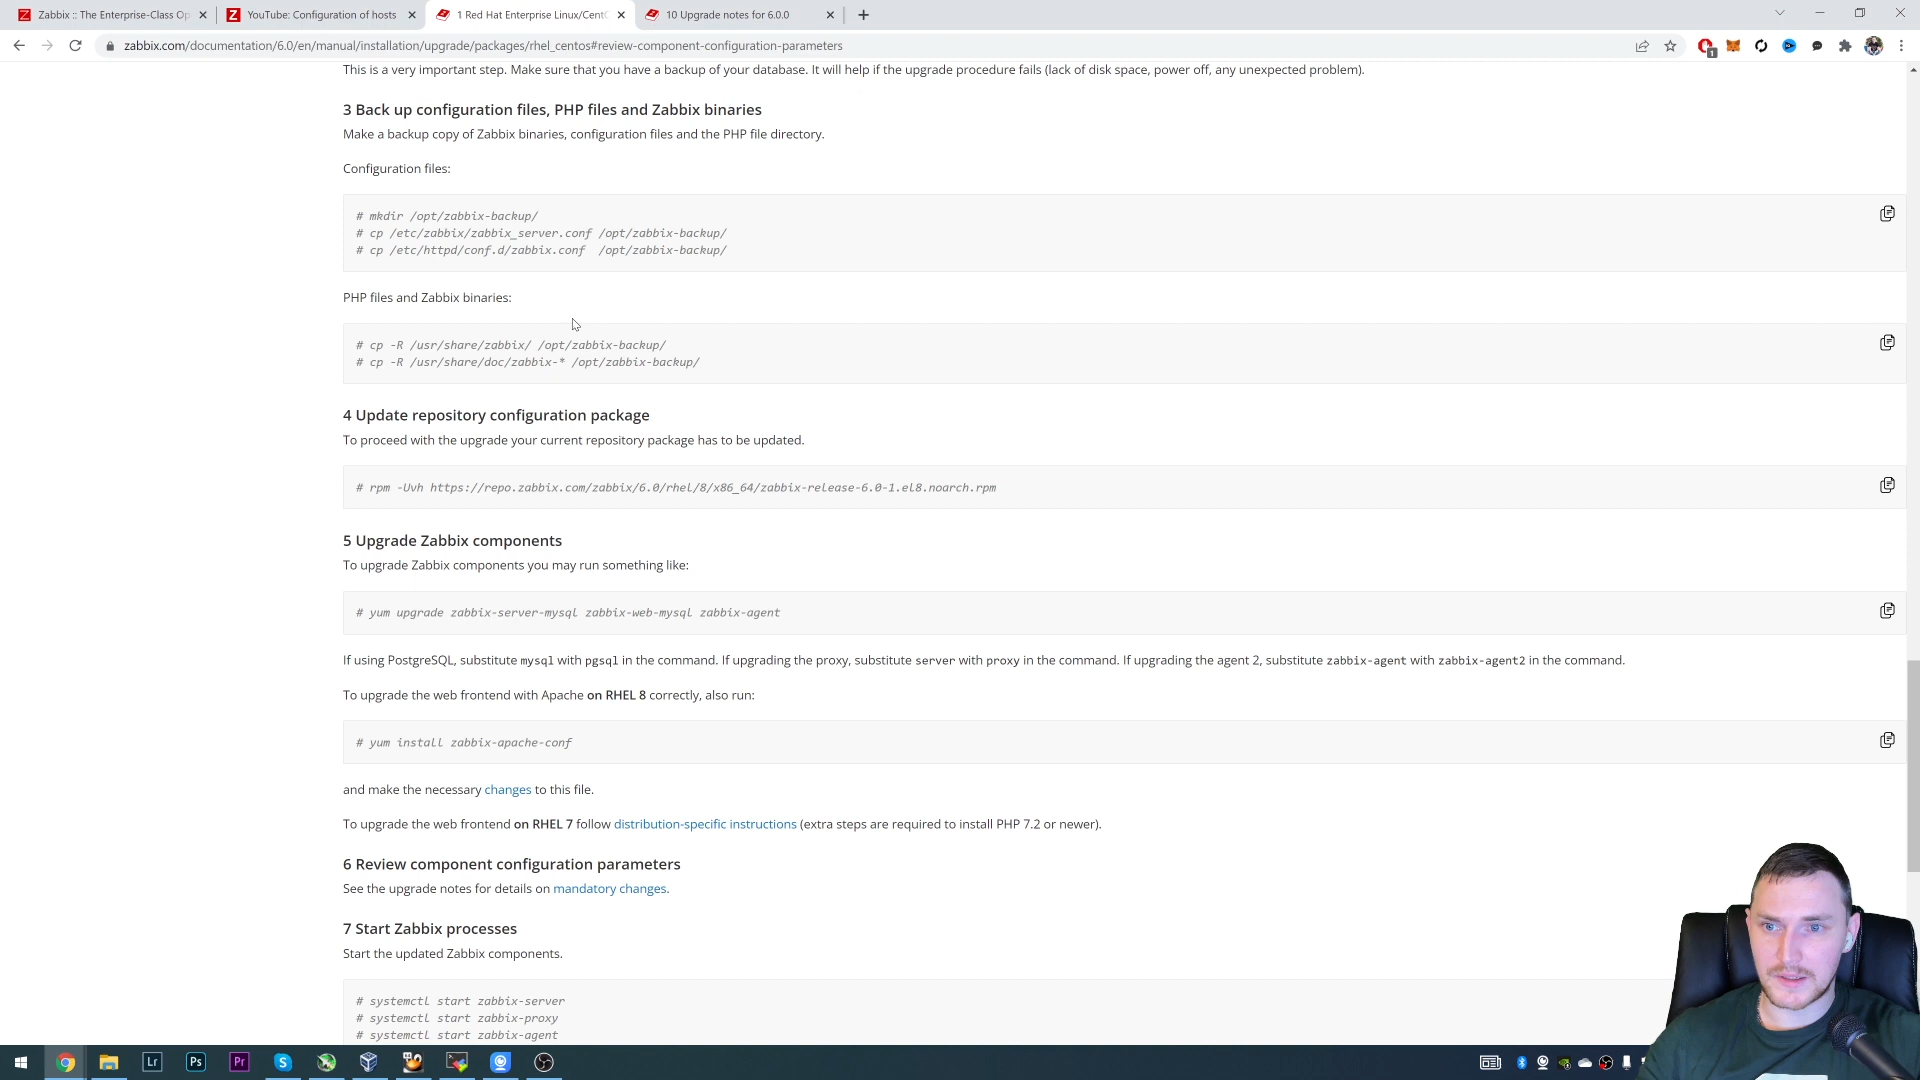 Zabbix :: The Enterprise-Class Op
YouTube: Configuration of hosts
1 Red Hat Enterprise Linux/CentO
10 Upgrade notes for 6.0.0
zabbix.com/documentation/6.0/en/manual/installation/upgrade/packages/rhel_centos#review-component-configuration-parameters
1
This is a very important step. Make sure that you have a backup of your database. It will help if the upgrade procedure fails (lack of disk space, power off, any unexpected problem).
3 Back up configuration files, PHP files and Zabbix binaries
Make a backup copy of Zabbix binaries, configuration files and the PHP file directory.
Configuration files:
# mkdir /opt/zabbix-backup/
# cp /etc/zabbix/zabbix_server.conf /opt/zabbix-backup/
# cp /etc/httpd/conf.d/zabbix.conf  /opt/zabbix-backup/
PHP files and Zabbix binaries:
# cp -R /usr/share/zabbix/ /opt/zabbix-backup/
# cp -R /usr/share/doc/zabbix-* /opt/zabbix-backup/
4 Update repository configuration package
To proceed with the upgrade your current repository package has to be updated.
# rpm -Uvh https://repo.zabbix.com/zabbix/6.0/rhel/8/x86_64/zabbix-release-6.0-1.el8.noarch.rpm
5 Upgrade Zabbix components
To upgrade Zabbix components you may run something like:
# yum upgrade zabbix-server-mysql zabbix-web-mysql zabbix-agent
If using PostgreSQL, substitute mysql with pgsql in the command. If upgrading the proxy, substitute server with proxy in the command. If upgrading the agent 2, substitute zabbix-agent with zabbix-agent2 in the command.
To upgrade the web frontend with Apache on RHEL 8 correctly, also run:
# yum install zabbix-apache-conf
and make the necessary changes to this file.
To upgrade the web frontend on RHEL 7 follow distribution-specific instructions (extra steps are required to install PHP 7.2 or newer).
6 Review component configuration parameters
See the upgrade notes for details on mandatory changes.
7 Start Zabbix processes
Start the updated Zabbix components.
# systemctl start zabbix-server
# systemctl start zabbix-proxy
# systemctl start zabbix-agent
Lr
Ps
Pr
S